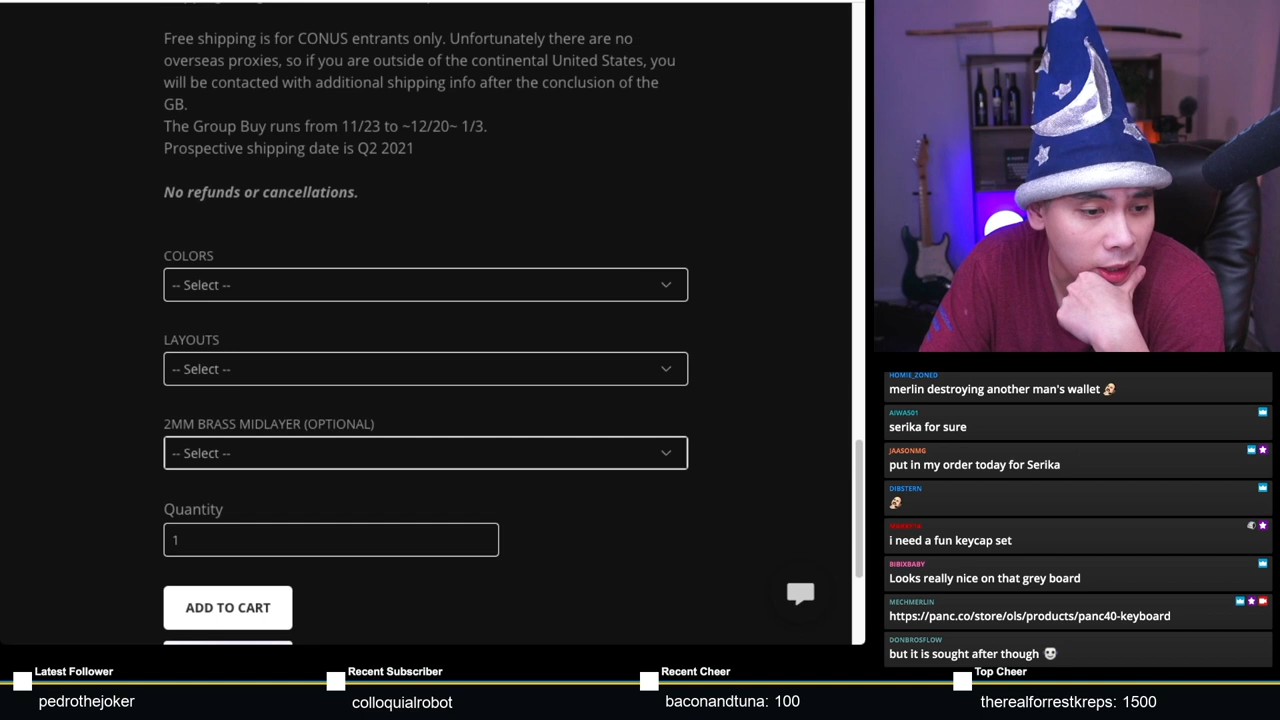 Free shipping is for CONUS entrants only. Unfortunately there are no
overseas proxies, so if you are outside of the continental United States, you
will be contacted with additional shipping info after the conclusion of the
GB.
The Group Buy runs from 11/23 to ~12/20~ 1/3.
Prospective shipping date is Q2 2021
No refunds or cancellations.
COLORS
-- Select --
LAYOUTS
-- Select --
2MM BRASS MIDLAYER (OPTIONAL)
-- Select --
Quantity
1
ADD TO CART
HOMIE_ZONED
merlin destroying another man's wallet
AIWAS01
serika for sure
JAASONMG
put in my order today for Serika
DIBSTERN
i need a fun keycap set
BIBIXBABY
Looks really nice on that grey board
MECHMERLIN
https://panc.co/store/ols/products/panc40-keyboard
DONBROSFLOW
but it is sought after though
Latest Follower
pedrothejoker
Recent Subscriber
colloquialrobot
Recent Cheer
baconandtuna: 100
Top Cheer
therealforrestkreps: 1500